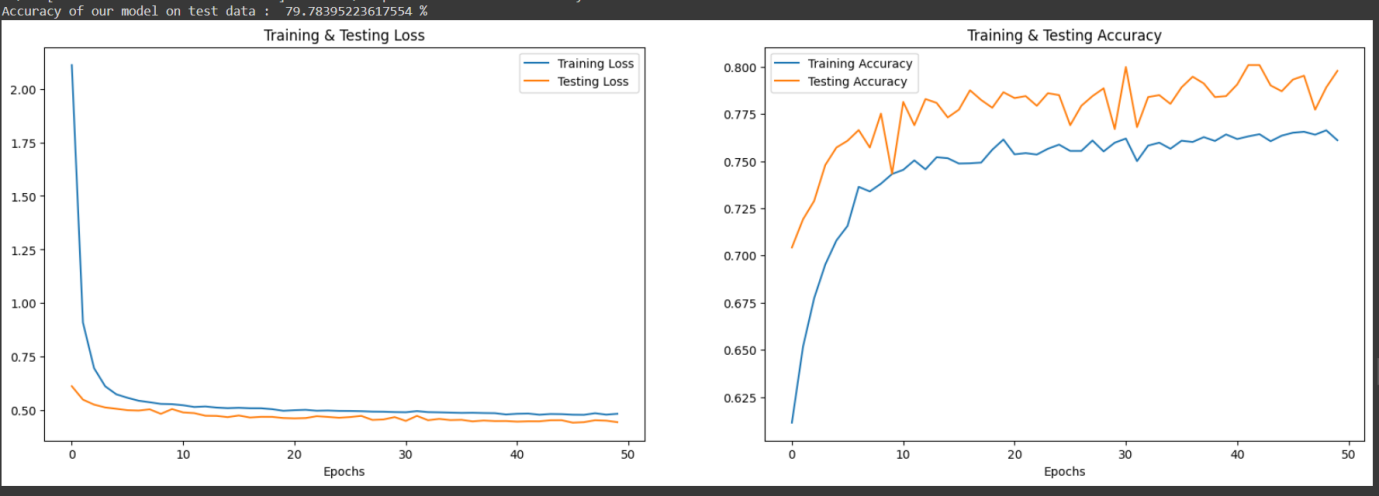 Accuracy of our model on test data :  79.78395223617554 %
Training & Testing Loss
Training Loss
Testing Loss
2.00
1.75
1.50
1.25
1.00
0.75
0.50
0 10 20 30 40 50
Epochs
Training & Testing Accuracy
Training Accuracy
Testing Accuracy
0.800
0.775
0.750
0.725
0.700
0.675
0.650
0.625
0 10 20 30 40 50
Epochs